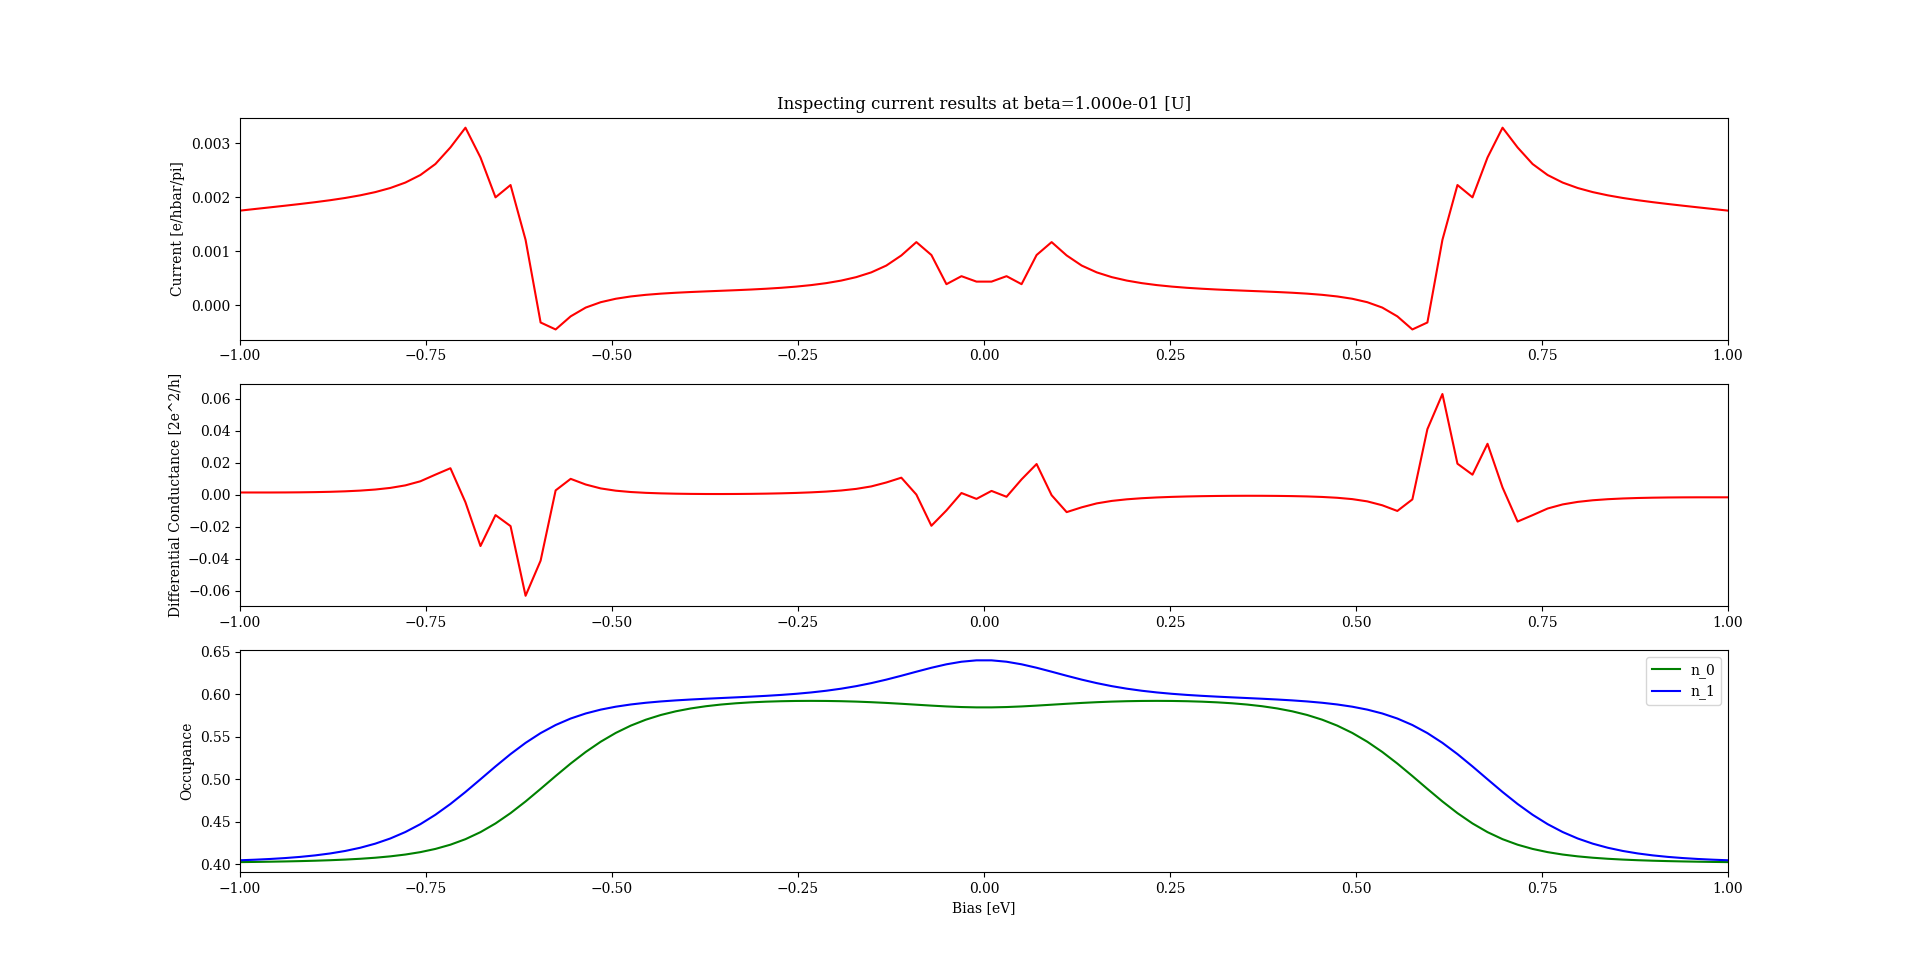 Inspecting current results at beta=1.000e-01 [U]
Current [e/hbar/pi]
0.003
0.002
0.001
0.000
−1.00 −0.75 −0.50 −0.25 0.00 0.25 0.50 0.75 1.00
Differential Conductance [2e^2/h]
0.06
0.04
0.02
0.00
−0.02
−0.04
−0.06
−1.00 −0.75 −0.50 −0.25 0.00 0.25 0.50 0.75 1.00
Occupance
0.65
0.60
0.55
0.50
0.45
0.40
n_0
n_1
−1.00 −0.75 −0.50 −0.25 0.00 0.25 0.50 0.75 1.00
Bias [eV]